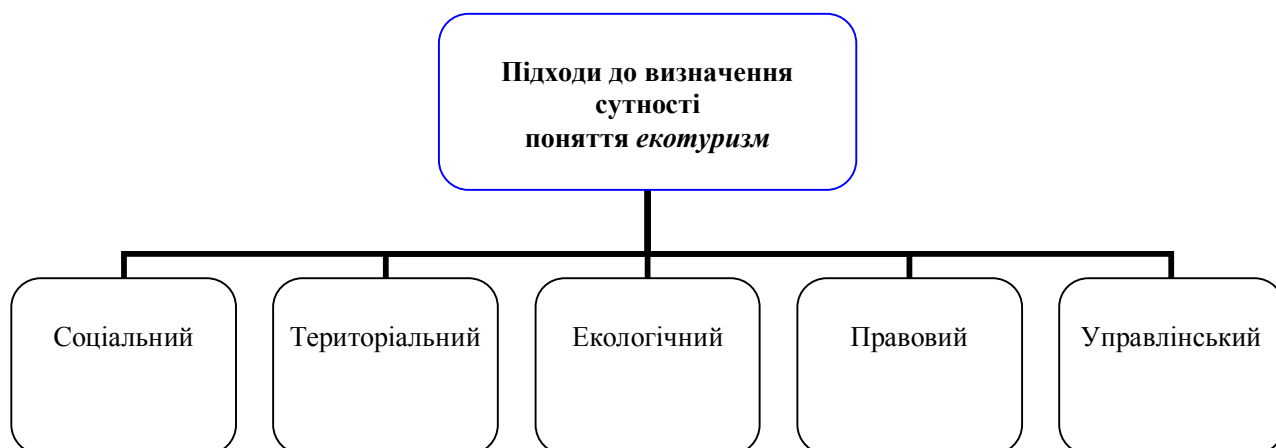 Підходи до визначення
сутності
поняття екотуризм
Соціальний
Територіальний
Екологічний
Правовий
Управлінський